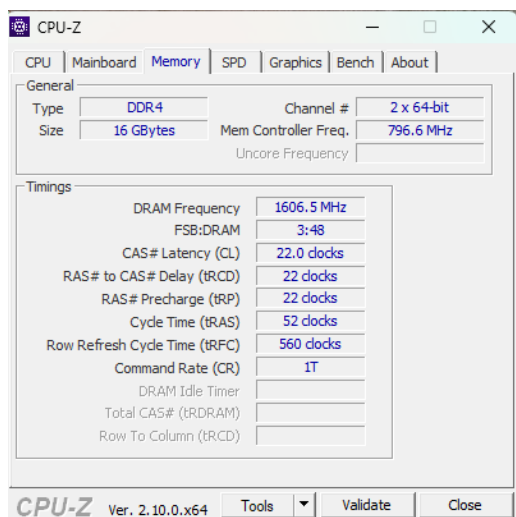 CPU-Z
CPU Mainboard Memory SPD Graphics Bench About
General
Type DDR4 Channel # 2 x 64-bit
Size 16 GBytes Mem Controller Freq. 796.6 MHz
Uncore Frequency
Timings
DRAM Frequency 1606.5 MHz
FSB:DRAM 3:48
CAS# Latency (CL) 22.0 clocks
RAS# to CAS# Delay (tRCD) 22 clocks
RAS# Precharge (tRP) 22 clocks
Cycle Time (tRAS) 52 clocks
Row Refresh Cycle Time (tRFC) 560 clocks
Command Rate (CR) 1T
DRAM Idle Timer
Total CAS# (tRDRAM)
Row To Column (tRCD)
CPU-Z Ver. 2.10.0.x64 Tools Validate Close